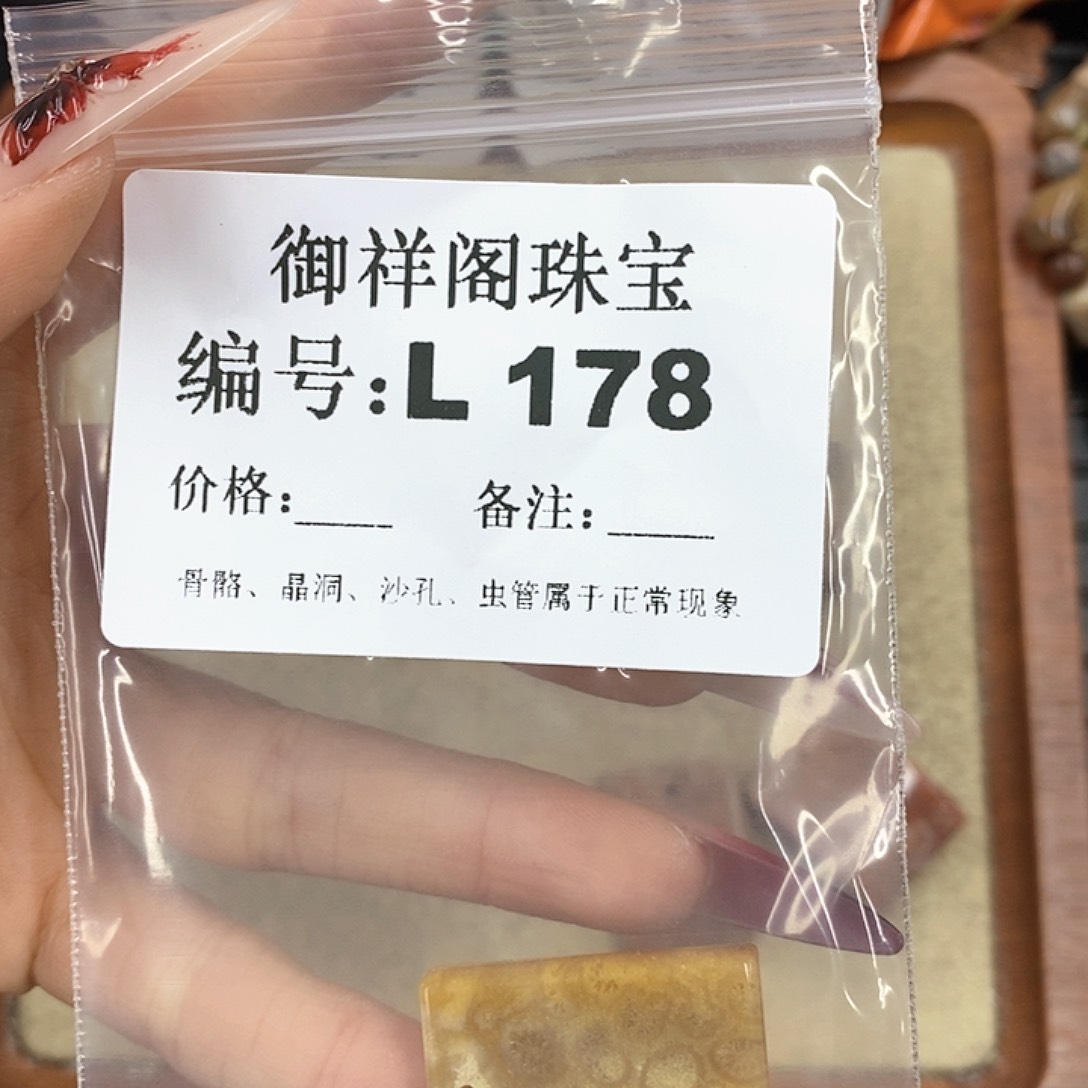 御祥阁珠宝
编号:L 178
价格:____ 备注:____
骨骼、晶洞、沙孔、虫管属于正常现象